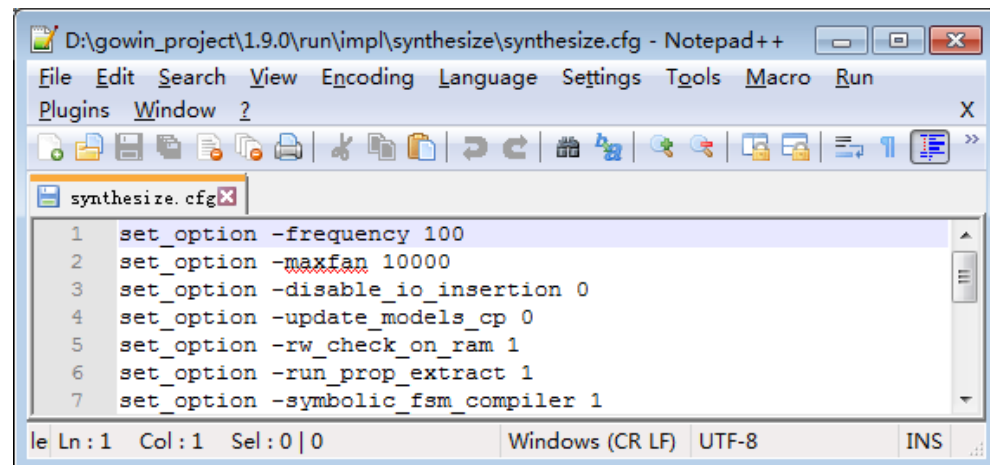 D:\gowin_project\1.9.0\run\impl\synthesize\synthesize.cfg - Notepad++
File Edit Search View Encoding Language Settings Tools Macro Run
Plugins Window ? X
synthesize.cfg
1 set_option -frequency 100
2 set_option -maxfan 10000
3 set_option -disable_io_insertion 0
4 set_option -update_models_cp 0
5 set_option -rw_check_on_ram 1
6 set_option -run_prop_extract 1
7 set_option -symbolic_fsm_compiler 1
le Ln : 1 Col : 1 Sel : 0 | 0 Windows (CR LF) UTF-8 INS